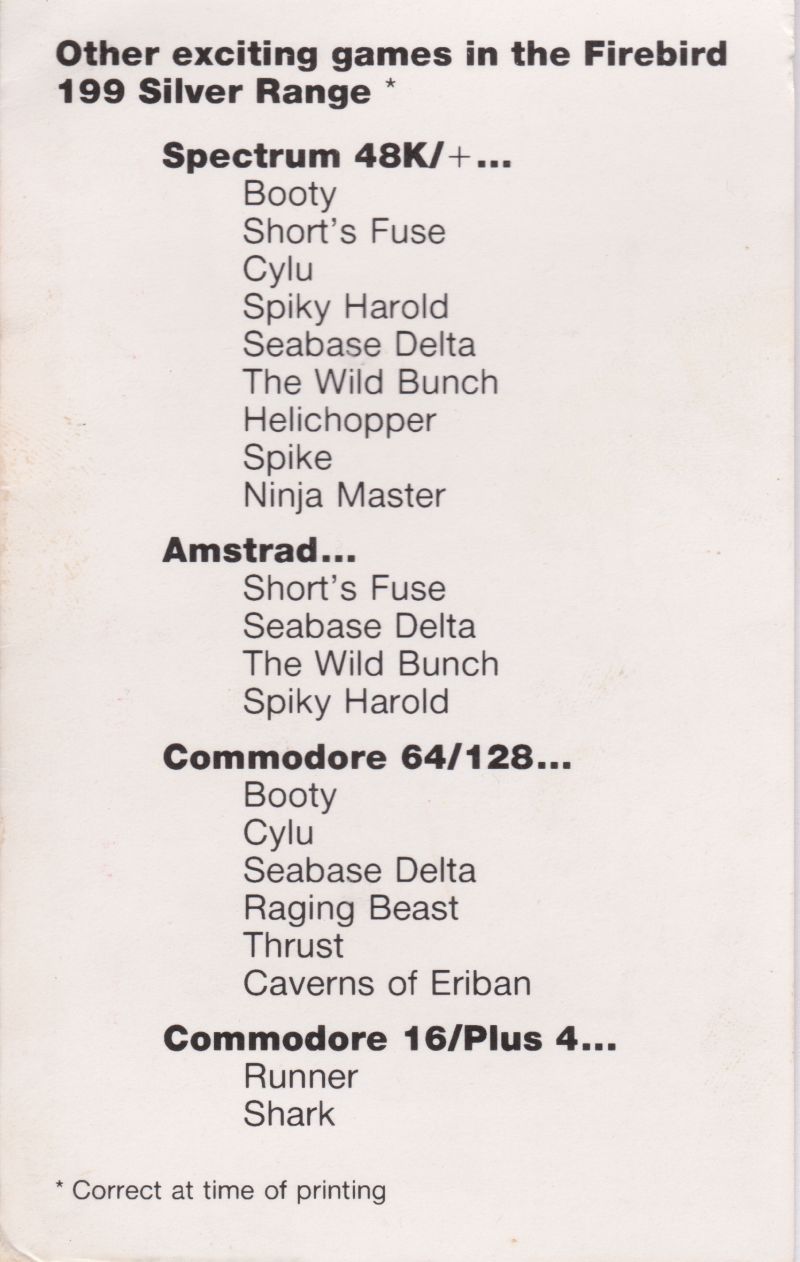 Other exciting games in the Firebird
199 Silver Range *
Spectrum 48K/+...
Booty
Short's Fuse
Cylu
Spiky Harold
Seabase Delta
The Wild Bunch
Helichopper
Spike
Ninja Master
Amstrad...
Short's Fuse
Seabase Delta
The Wild Bunch
Spiky Harold
Commodore 64/128...
Booty
Cylu
Seabase Delta
Raging Beast
Thrust
Caverns of Eriban
Commodore 16/Plus 4...
Runner
Shark
* Correct at time of printing